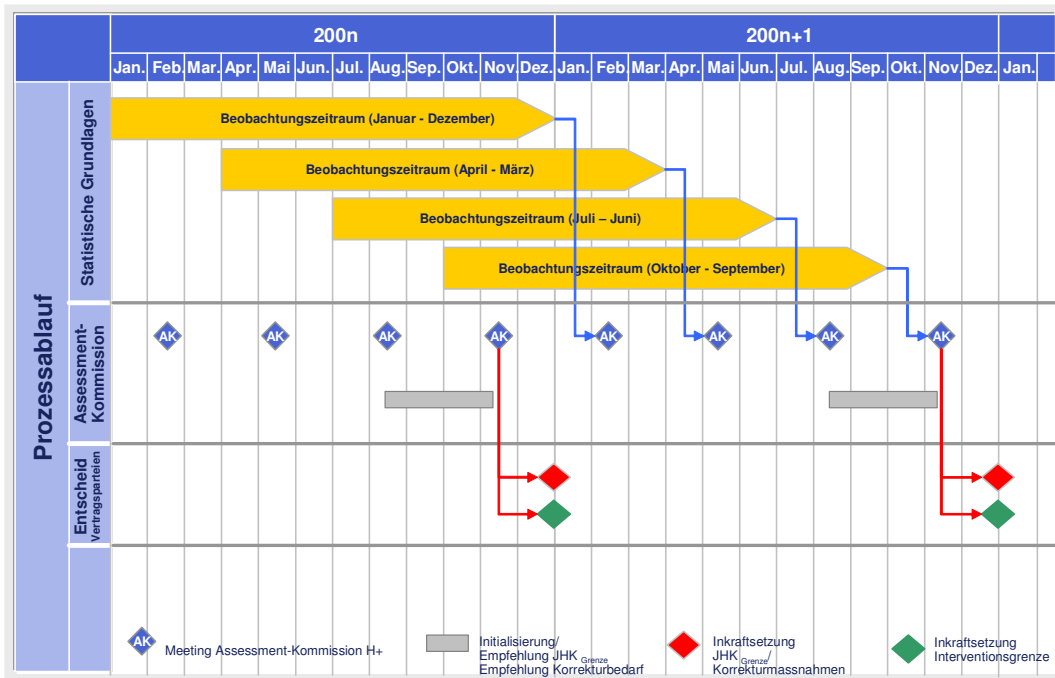 200n 200n+1
Jan. Feb. Mar. Apr. Mai Jun. Jul. Aug. Sep. Okt. Nov. Dez. Jan. Feb. Mar. Apr. Mai Jun. Jul. Aug. Sep. Okt. Nov. Dez. Jan.
Prozessablauf
Statistische Grundlagen
Beobachtungszeitraum (Januar - Dezember)
Beobachtungszeitraum (April - März)
Beobachtungszeitraum (Juli – Juni)
Beobachtungszeitraum (Oktober - September)
Assessment-
Kommission
AK AK AK AK AK AK AK AK
Entscheid
Vertragsparteien
AK Meeting Assessment-Kommission H+
Initialisierung/
Empfehlung JHK Grenze
Empfehlung Korrekturbedarf
Inkraftsetzung
JHK Grenze/
Korrekturmassnahmen
Inkraftsetzung
Interventionsgrenze